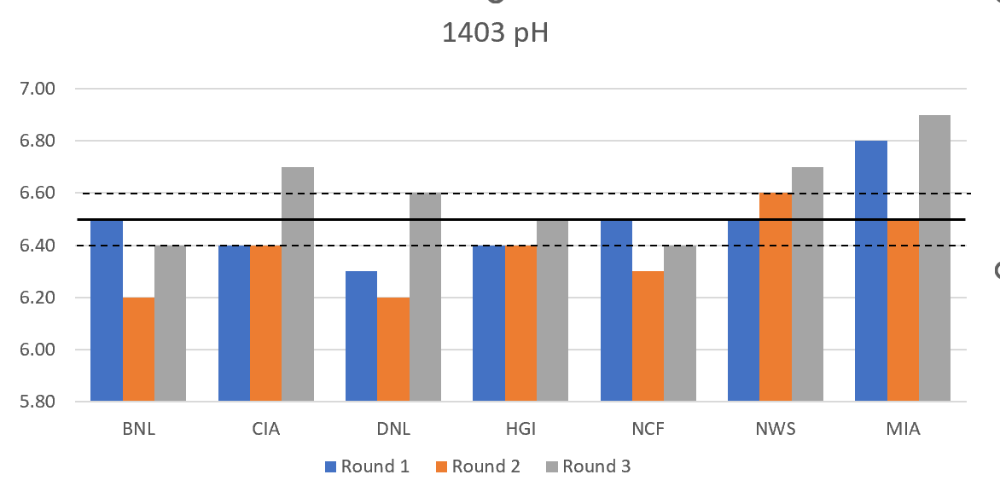 1403 pH
7.00
6.80
6.60
6.40
6.20
6.00
5.80
BNL CIA DNL HGI NCF NWS MIA
Round 1 Round 2 Round 3